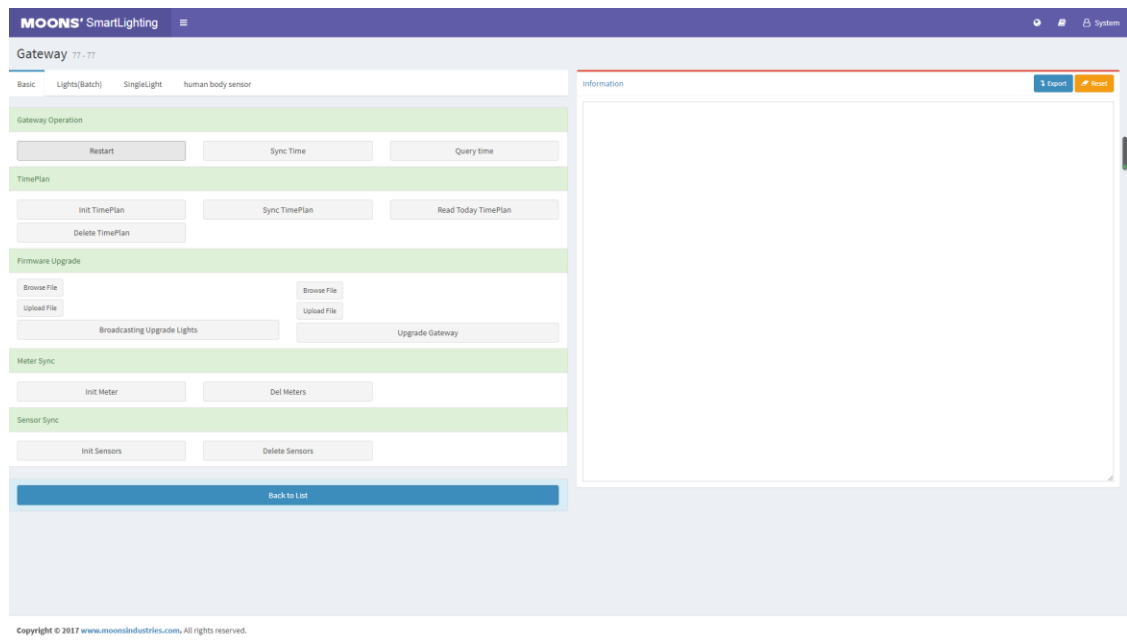 MOONS' SmartLighting
System
Gateway 77 - 77
Basic Lights(Batch) SingleLight human body sensor
Gateway Operation
Restart Sync Time Query time
TimePlan
Init TimePlan Sync TimePlan Read Today TimePlan
Delete TimePlan
Firmware Upgrade
Browse File Browse File
Upload File Upload File
Broadcasting Upgrade Lights Upgrade Gateway
Meter Sync
Init Meter Del Meters
Sensor Sync
Init Sensors Delete Sensors
Back to List
Information Export Reset
Copyright © 2017 www.moonsindustries.com. All rights reserved.